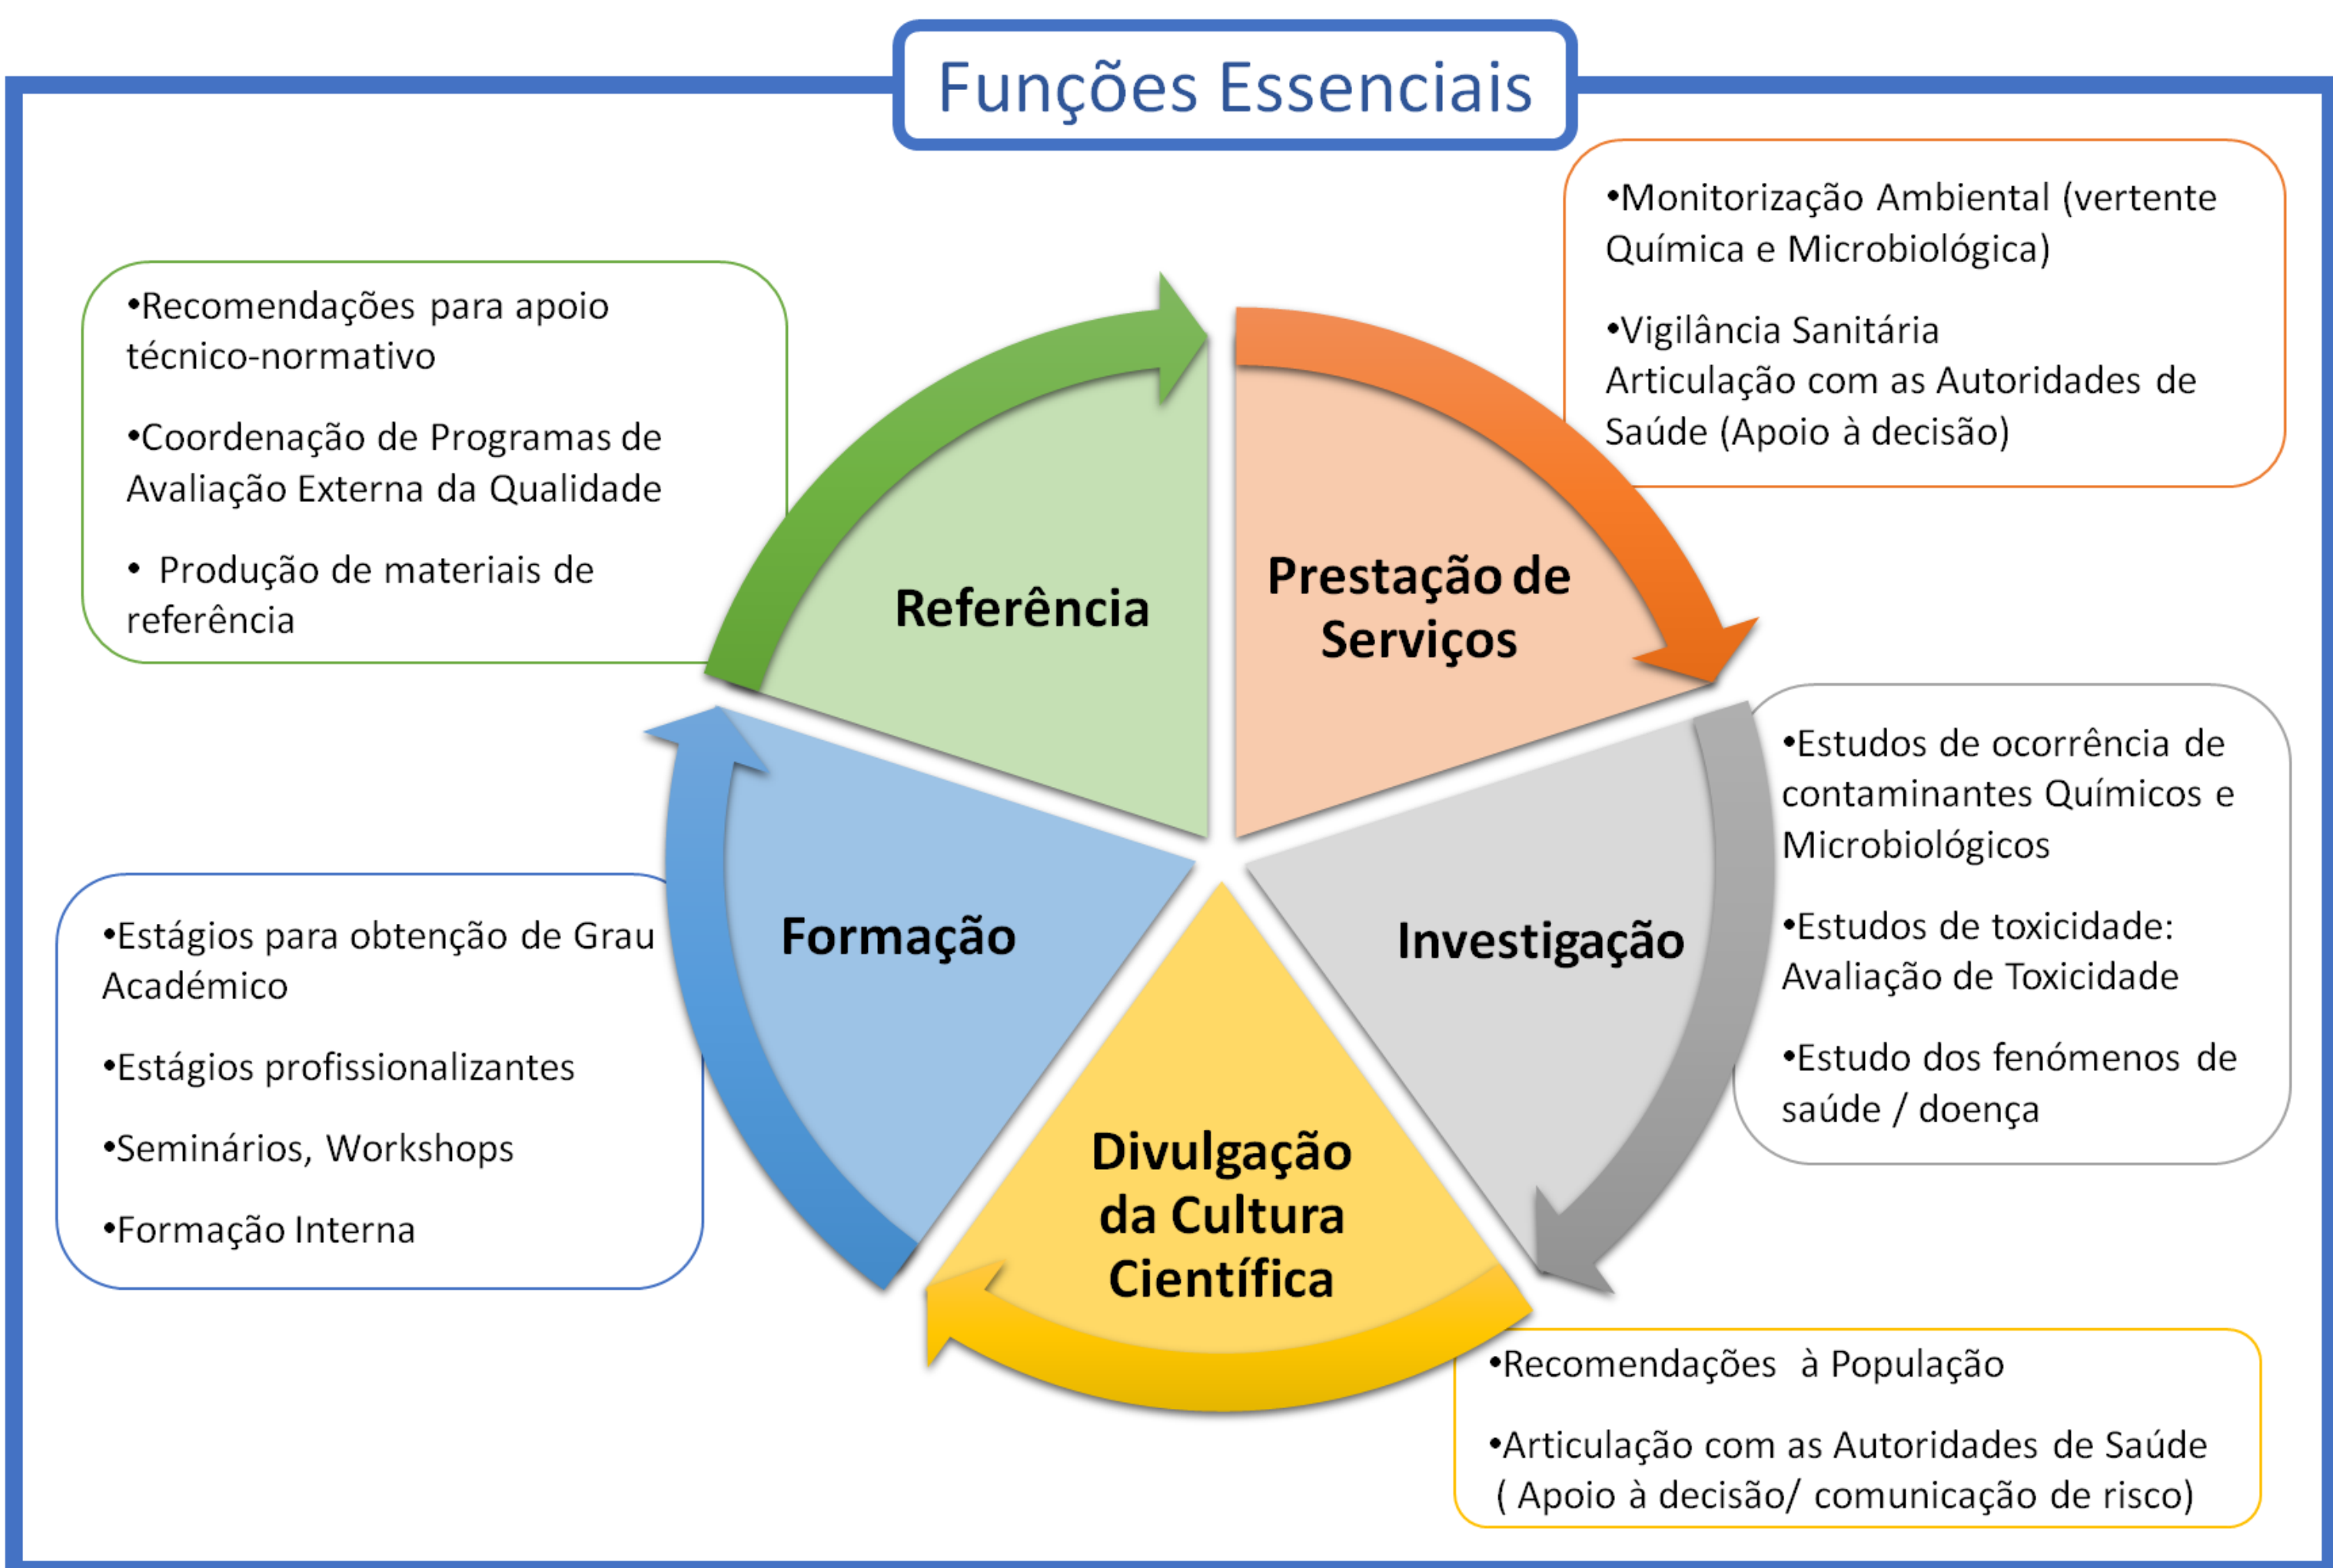 Funções Essenciais
•Monitorização Ambiental (vertente
Química e Microbiológica)
•Vigilância Sanitária
Articulação com as Autoridades de
Saúde (Apoio à decisão)
•Recomendações para apoio
técnico-normativo
•Coordenação de Programas de
Avaliação Externa da Qualidade
• Produção de materiais de
referência
Referência
Prestação de
Serviços
•Estudos de ocorrência de
contaminantes Químicos e
Microbiológicos
•Estudos de toxicidade:
Avaliação de Toxicidade
•Estudo dos fenómenos de
saúde / doença
Formação
Investigação
•Estágios para obtenção de Grau
Académico
•Estágios profissionalizantes
•Seminários, Workshops
•Formação Interna
Divulgação
da Cultura
Científica
•Recomendações à População
•Articulação com as Autoridades de Saúde
( Apoio à decisão/ comunicação de risco)